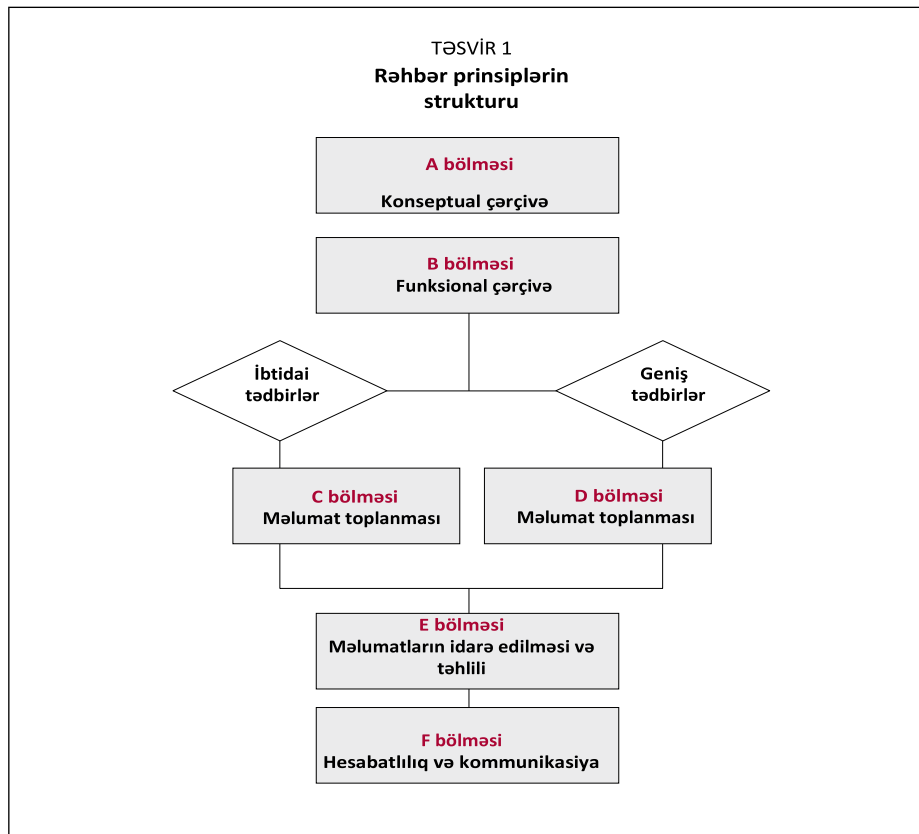 TƏSVİR 1
Rəhbər prinsiplərin
strukturu
A bölməsi
Konseptual çərçivə
B bölməsi
Funksional çərçivə
İbtidai
tədbirlər
Geniş
tədbirlər
C bölməsi
Məlumat toplanması
D bölməsi
Məlumat toplanması
E bölməsi
Məlumatların idarə edilməsi və
təhlili
F bölməsi
Hesabatlılıq və kommunikasiya